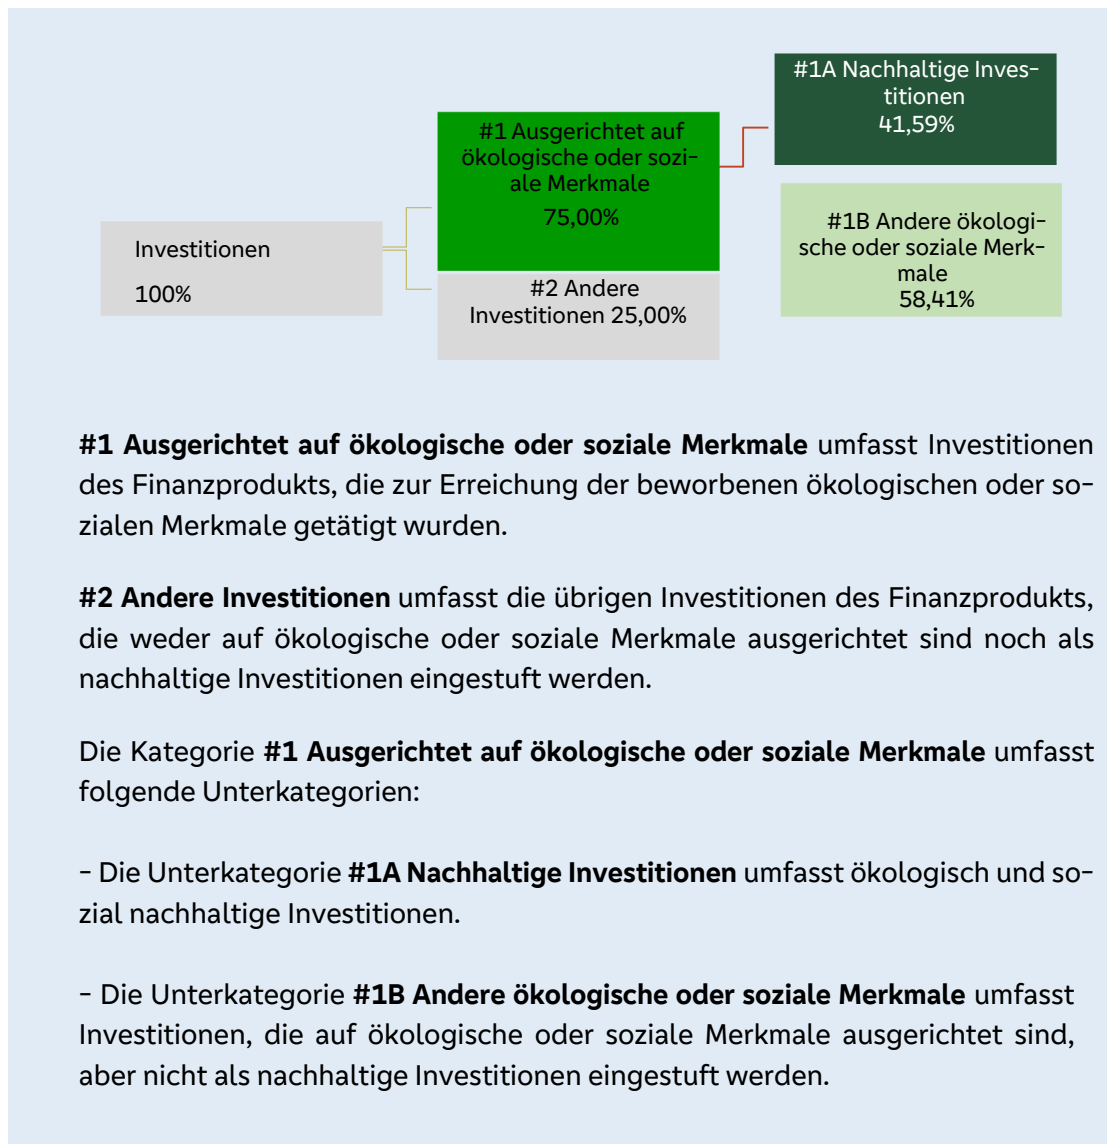 #1A Nachhaltige Inves-
titionen
41,59%
#1 Ausgerichtet auf
ökologische oder sozi-
ale Merkmale
75,00%
#1B Andere ökologi-
sche oder soziale Merk-
male
58,41%
Investitionen
100%
#2 Andere
Investitionen 25,00%
#1 Ausgerichtet auf ökologische oder soziale Merkmale umfasst Investitionen
des Finanzprodukts, die zur Erreichung der beworbenen ökologischen oder so-
zialen Merkmale getätigt wurden.
#2 Andere Investitionen umfasst die übrigen Investitionen des Finanzprodukts,
die weder auf ökologische oder soziale Merkmale ausgerichtet sind noch als
nachhaltige Investitionen eingestuft werden.
Die Kategorie #1 Ausgerichtet auf ökologische oder soziale Merkmale umfasst
folgende Unterkategorien:
- Die Unterkategorie #1A Nachhaltige Investitionen umfasst ökologisch und so-
zial nachhaltige Investitionen.
- Die Unterkategorie #1B Andere ökologische oder soziale Merkmale umfasst
Investitionen, die auf ökologische oder soziale Merkmale ausgerichtet sind,
aber nicht als nachhaltige Investitionen eingestuft werden.